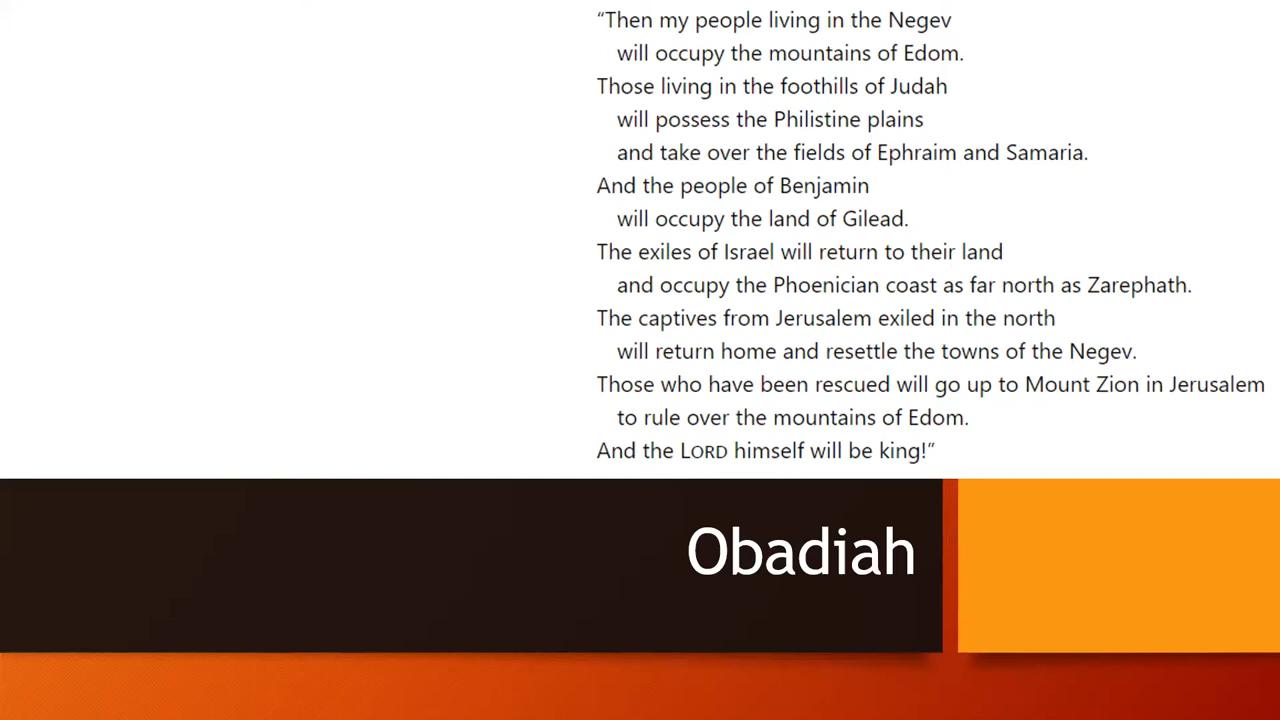 “Then my people living in the Negev
will occupy the mountains of Edom.
Those living in the foothills of Judah
will possess the Philistine plains
and take over the fields of Ephraim and Samaria.
And the people of Benjamin
will occupy the land of Gilead.
The exiles of Israel will return to their land
and occupy the Phoenician coast as far north as Zarephath.
The captives from Jerusalem exiled in the north
will return home and resettle the towns of the Negev.
Those who have been rescued will go up to Mount Zion in Jerusalem
to rule over the mountains of Edom.
And the LORD himself will be king!”
Obadiah